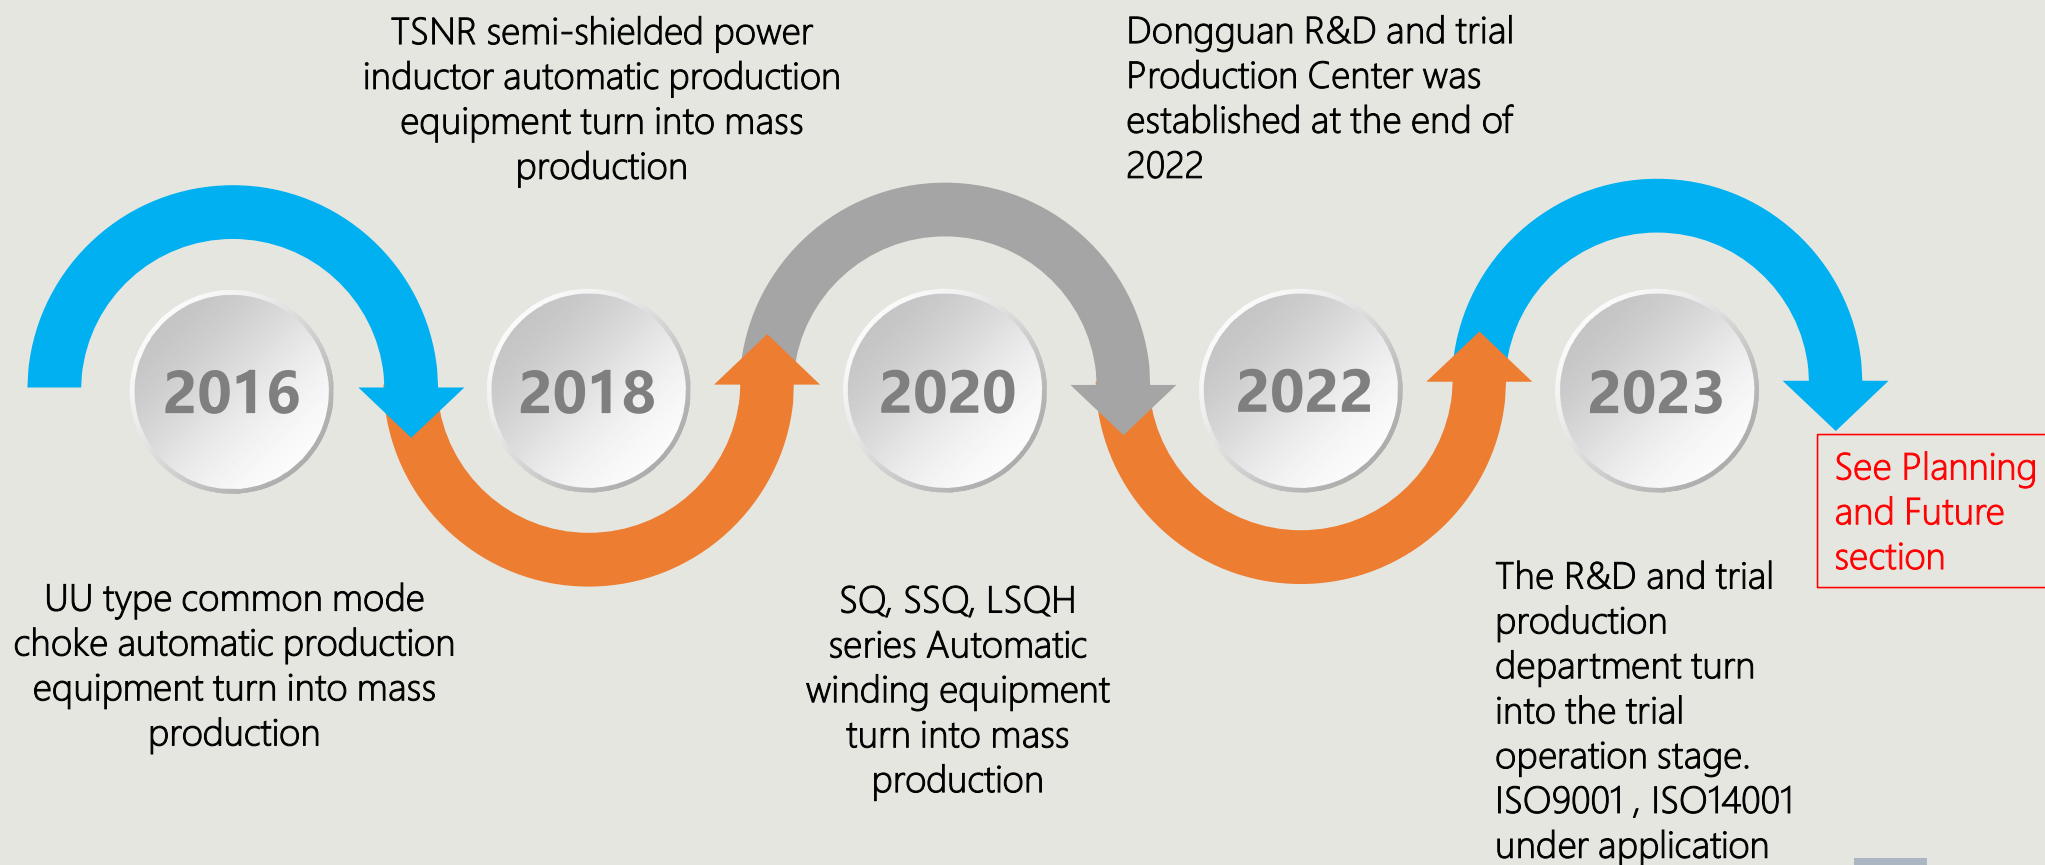 TSNR semi-shielded power
inductor automatic production
equipment turn into mass
production
Dongguan R&D and trial
Production Center was
established at the end of
2022
2016
2018
2020
2022
2023
See Planning
and Future
section
UU type common mode
choke automatic production
equipment turn into mass
production
SQ, SSQ, LSQH
series Automatic
winding equipment
turn into mass
production
The R&D and trial
production
department turn
into the trial
operation stage.
ISO9001 , ISO14001
under application